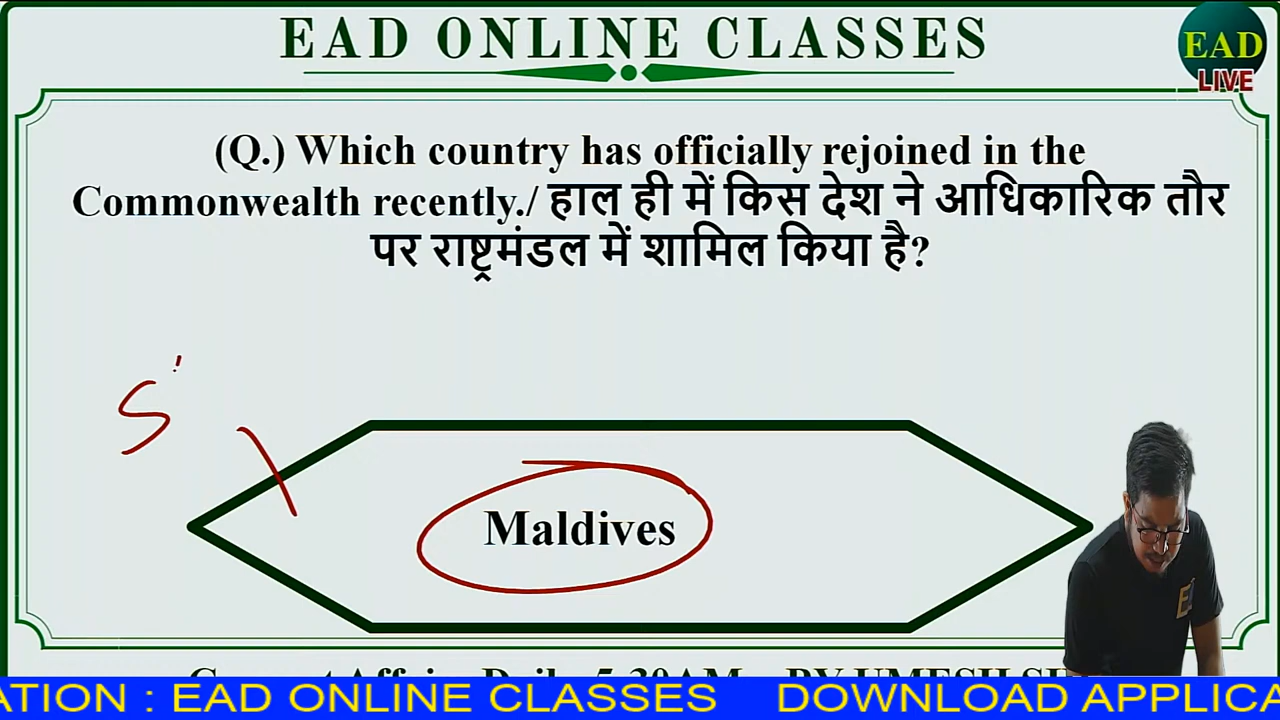 EAD ONLINE CLASSES
EAD
LIVE
(Q.) Which country has officially rejoined in the
Commonwealth recently./ हाल ही में किस देश ने आधिकारिक तौर
पर राष्ट्रमंडल में शामिल किया है?
Maldives
ATION : EAD ONLINE CLASSES DOWNLOAD APPLICA